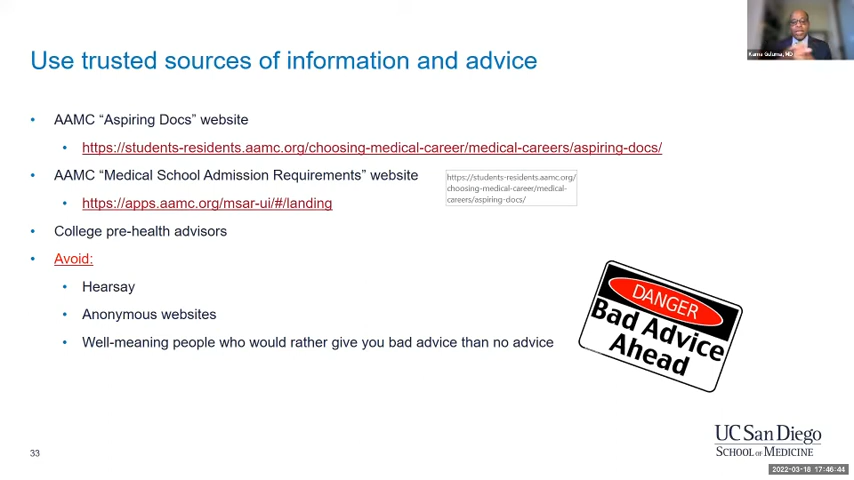 Use trusted sources of information and advice
Kama Guluma, MD
• AAMC “Aspiring Docs” website
• https://students-residents.aamc.org/choosing-medical-career/medical-careers/aspiring-docs/
• AAMC “Medical School Admission Requirements” website
https://students-residents.aamc.org/
choosing-medical-career/medical-
careers/aspiring-docs/
• https://apps.aamc.org/msar-ui/#/landing
• College pre-health advisors
• Avoid:
• Hearsay
• Anonymous websites
• Well-meaning people who would rather give you bad advice than no advice
DANGER
Bad Advice
Ahead
33
UC San Diego
SCHOOL OF MEDICINE
2022-03-18 17:46:44